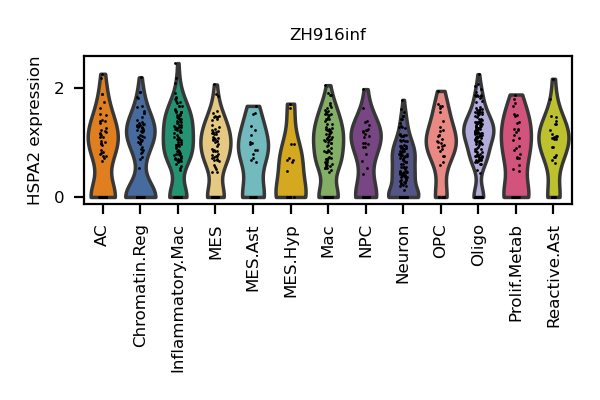 ZH916inf
HSPA2 expression
2
0
AC
Chromatin.Reg
Inflammatory.Mac
MES
MES.Ast
MES.Hyp
Mac
NPC
Neuron
OPC
Oligo
Prolif.Metab
Reactive.Ast